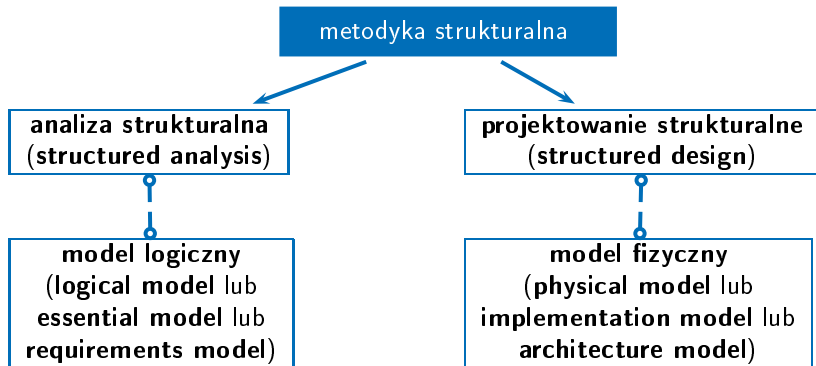 metodyka strukturalna
analiza strukturalna
(structured analysis)
projektowanie strukturalne
(structured design)
model logiczny
(logical model lub
essential model lub
requirements model)
model fizyczny
(physical model lub
implementation model lub
architecture model)